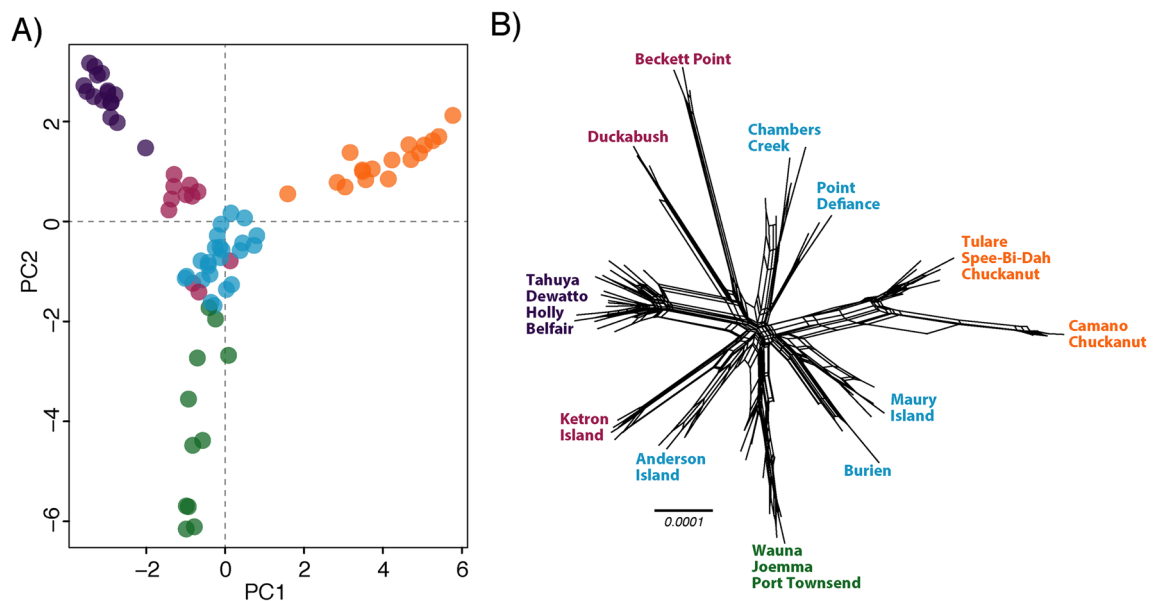 A)
B)
2
0
−2
−4
−6
PC2
−2
0
2
4
6
PC1
Beckett Point
Duckabush
Chambers
Creek
Point
Defiance
Tulare
Spee-Bi-Dah
Chuckanut
Tahuya
Dewatto
Holly
Belfair
Camano
Chuckanut
Maury
Island
Ketron
Island
Anderson
Island
Burien
0.0001
Wauna
Joemma
Port Townsend